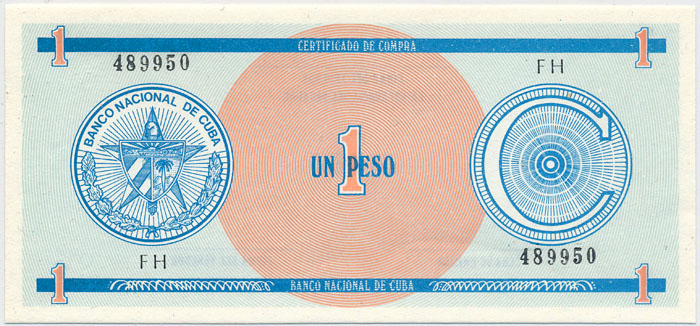 1 CERTIFICADO DE COMPRA 1
489950 FH
BANCO NACIONAL DE CUBA
C
UN 1 PESO
FH 489950
1 BANCO NACIONAL DE CUBA 1